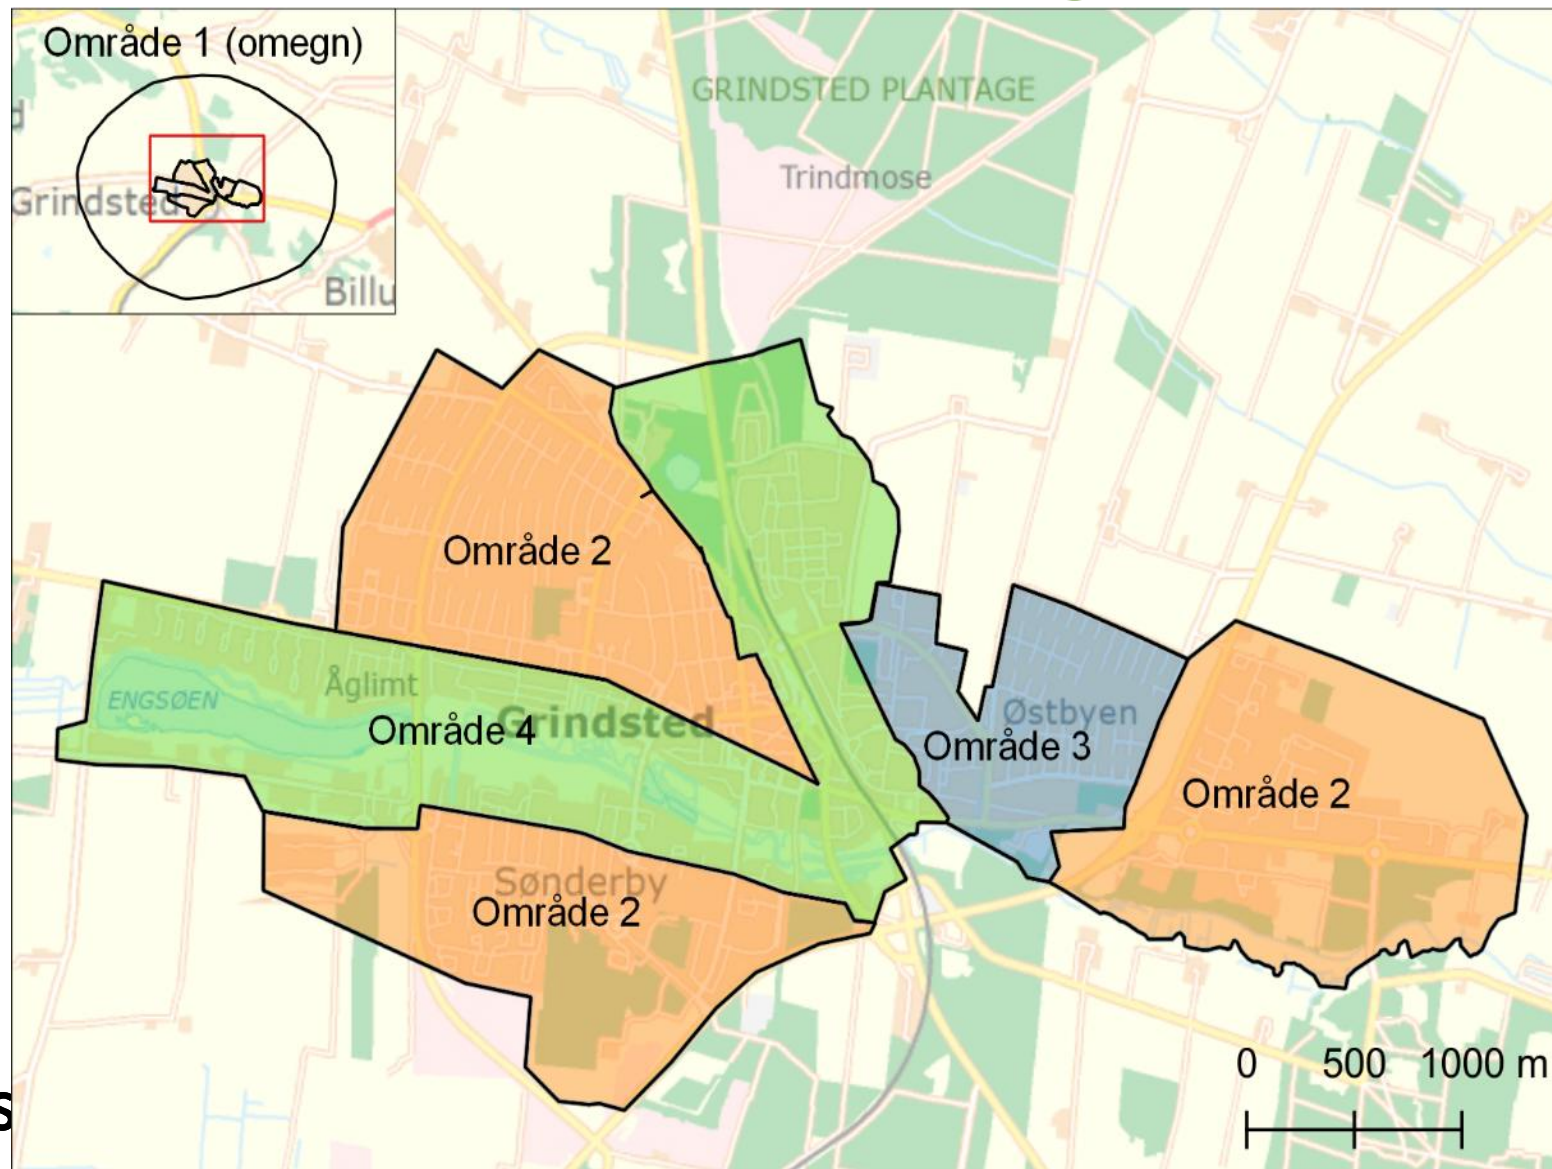 Område 1 (omegn)
Grindsted
Billu
GRINDSTED PLANTAGE
Trindmose
Område 2
Åglimt
ENGSØEN
Grindsted
Område 4
Østbyen
Område 3
Område 2
Sønderby
Område 2
0 500 1000 m
s